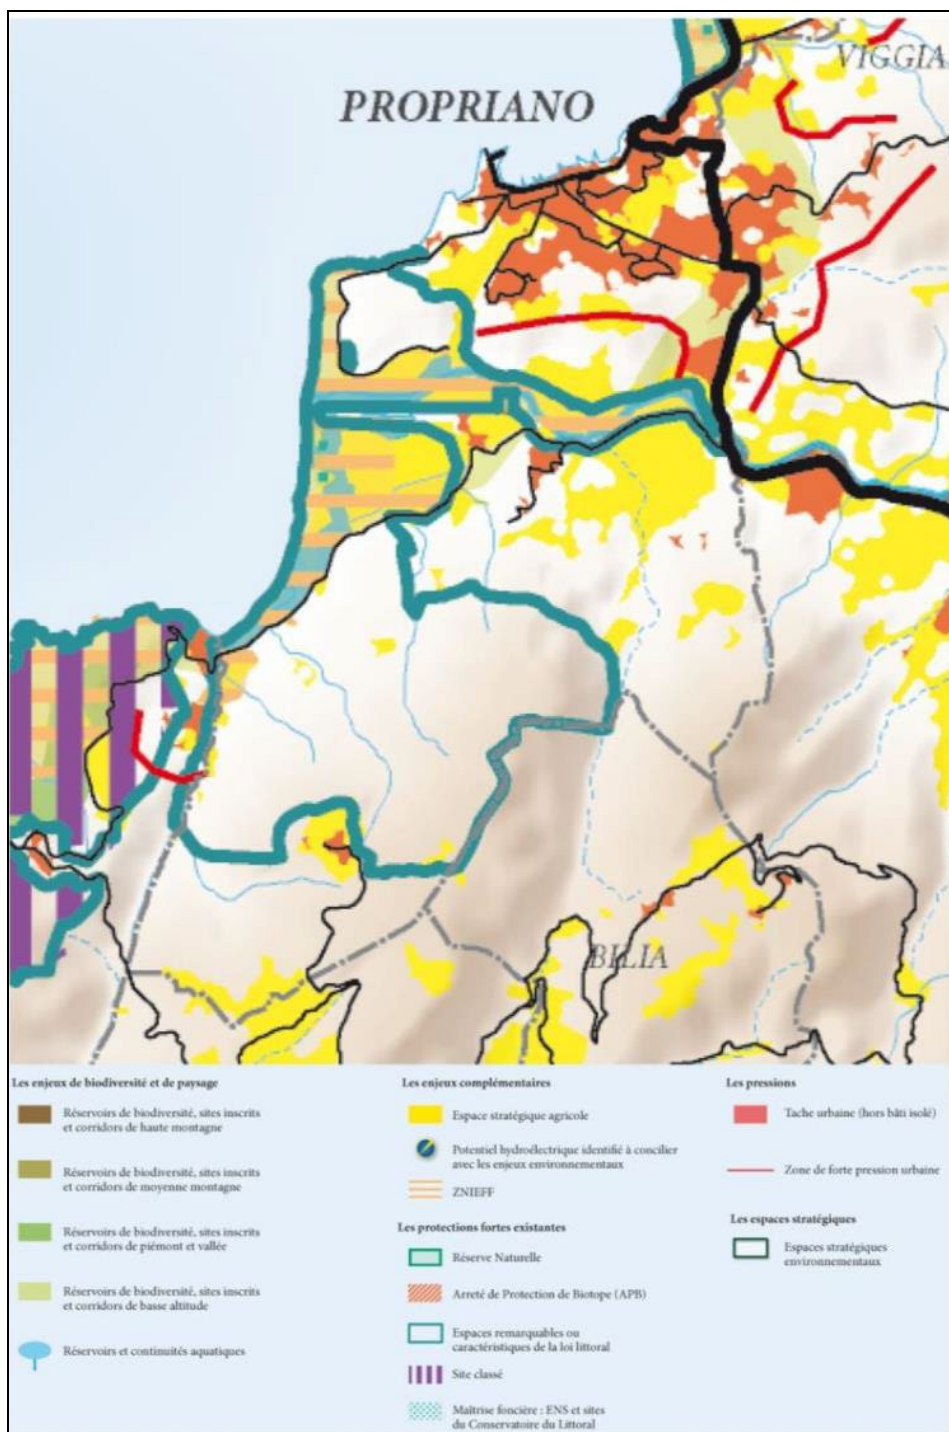 PROPRIANO
VIGGIA
BILIA
Les enjeux de biodiversité et de paysage
Réservoirs de biodiversité, sites inscrits
et corridors de haute montagne
Réservoirs de biodiversité, sites inscrits
et corridors de moyenne montagne
Réservoirs de biodiversité, sites inscrits
et corridors de piémont et vallée
Réservoirs de biodiversité, sites inscrits
et corridors de basse altitude
Réservoirs et continuités aquatiques
Les enjeux complémentaires
Espace stratégique agricole
Potentiel hydroélectrique identifié à concilier
avec les enjeux environnementaux
ZNIEFF
Les protections fortes existantes
Réserve Naturelle
Arreté de Protection de Biotope (APB)
Espaces remarquables ou
caractéristiques de la loi littoral
Site classé
Maîtrise foncière : ENS et sites
du Conservatoire du Littoral
Les pressions
Tache urbaine (hors bâti isolé)
Zone de forte pression urbaine
Les espaces stratégiques
Espaces stratégiques
environnementaux